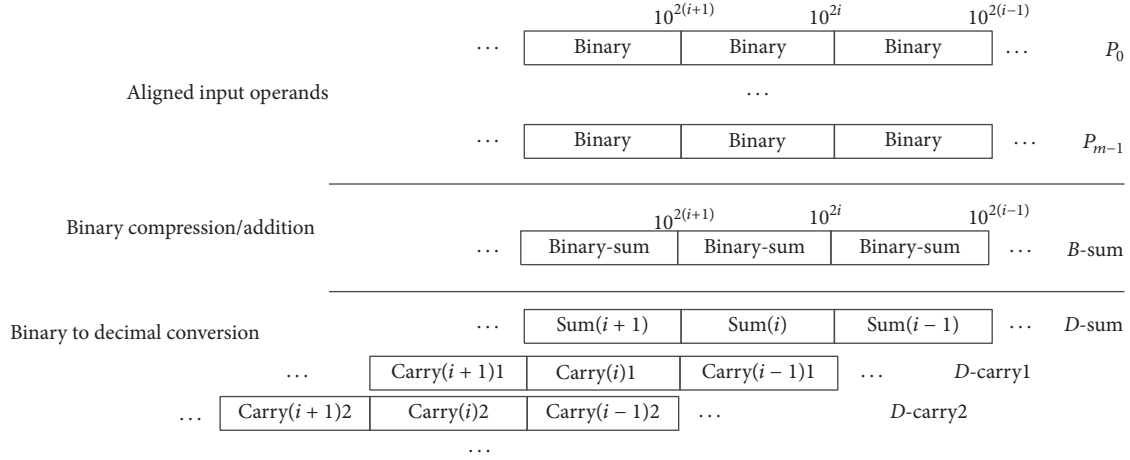 10^{2(i+1)} 10^{2i} 10^{2(i−1)}
⋯ Binary Binary Binary ⋯ P_0
Aligned input operands ⋯
⋯ Binary Binary Binary ⋯ P_{m−1}
10^{2(i+1)} 10^{2i} 10^{2(i−1)}
Binary compression/addition
⋯ Binary-sum Binary-sum Binary-sum ⋯ B-sum
Binary to decimal conversion ⋯ Sum(i + 1) Sum(i) Sum(i − 1) ⋯ D-sum
⋯ Carry(i + 1)1 Carry(i)1 Carry(i − 1)1 ⋯ D-carry1
⋯ Carry(i + 1)2 Carry(i)2 Carry(i − 1)2 ⋯ D-carry2
⋯